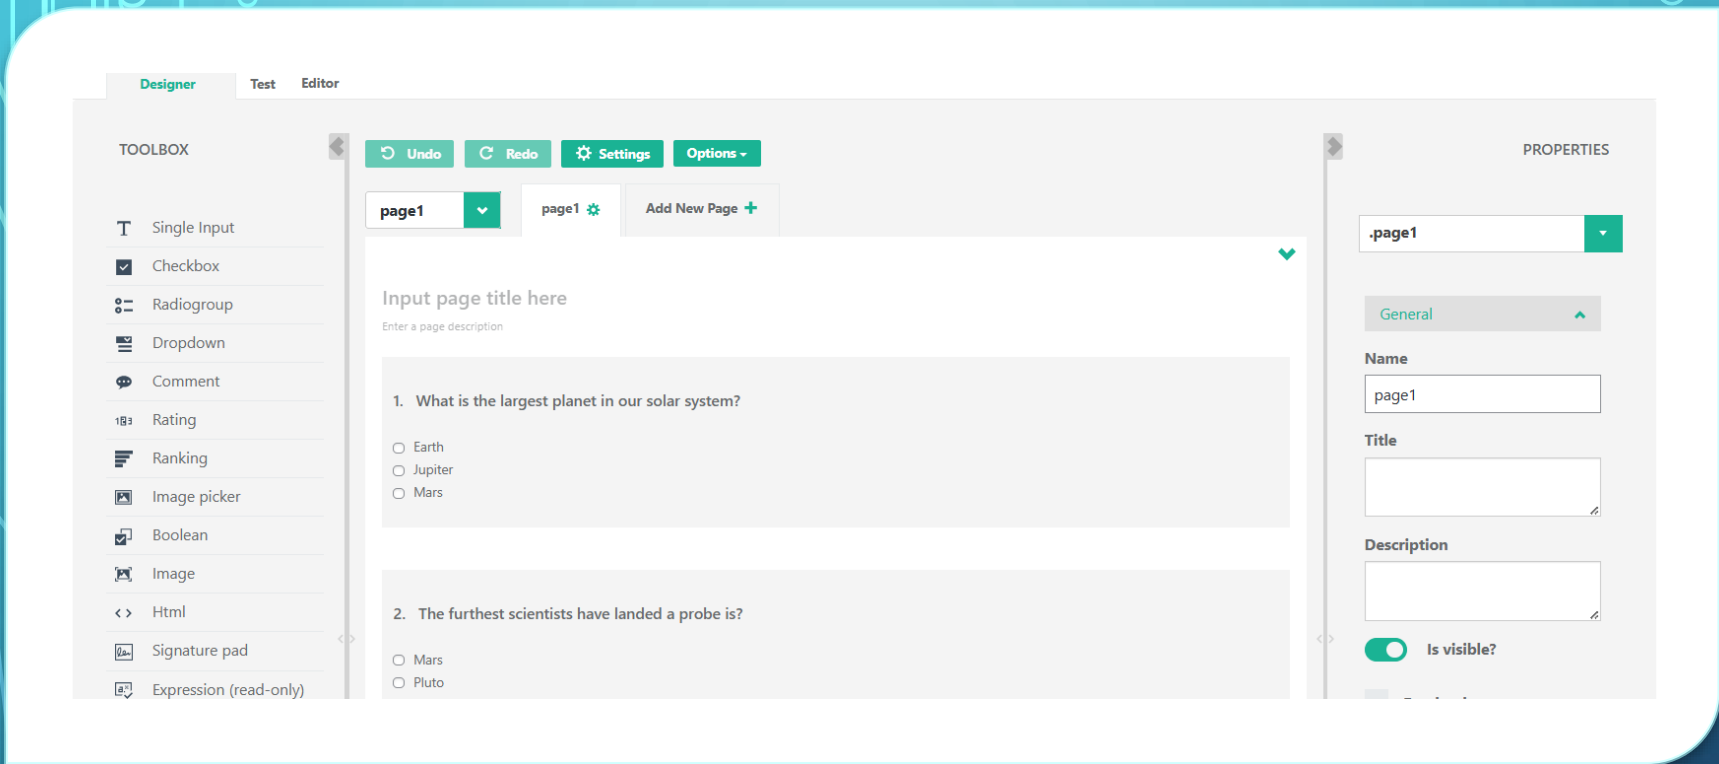 Designer Test Editor
TOOLBOX
Single Input
Checkbox
Radiogroup
Dropdown
Comment
Rating
Ranking
Image picker
Boolean
Image
Html
Signature pad
Expression (read-only)
Undo Redo Settings Options
page1 page1 Add New Page
Input page title here
Enter a page description
1. What is the largest planet in our solar system?
Earth
Jupiter
Mars
2. The furthest scientists have landed a probe is?
Mars
Pluto
PROPERTIES
.page1
General
Name
page1
Title
Description
Is visible?